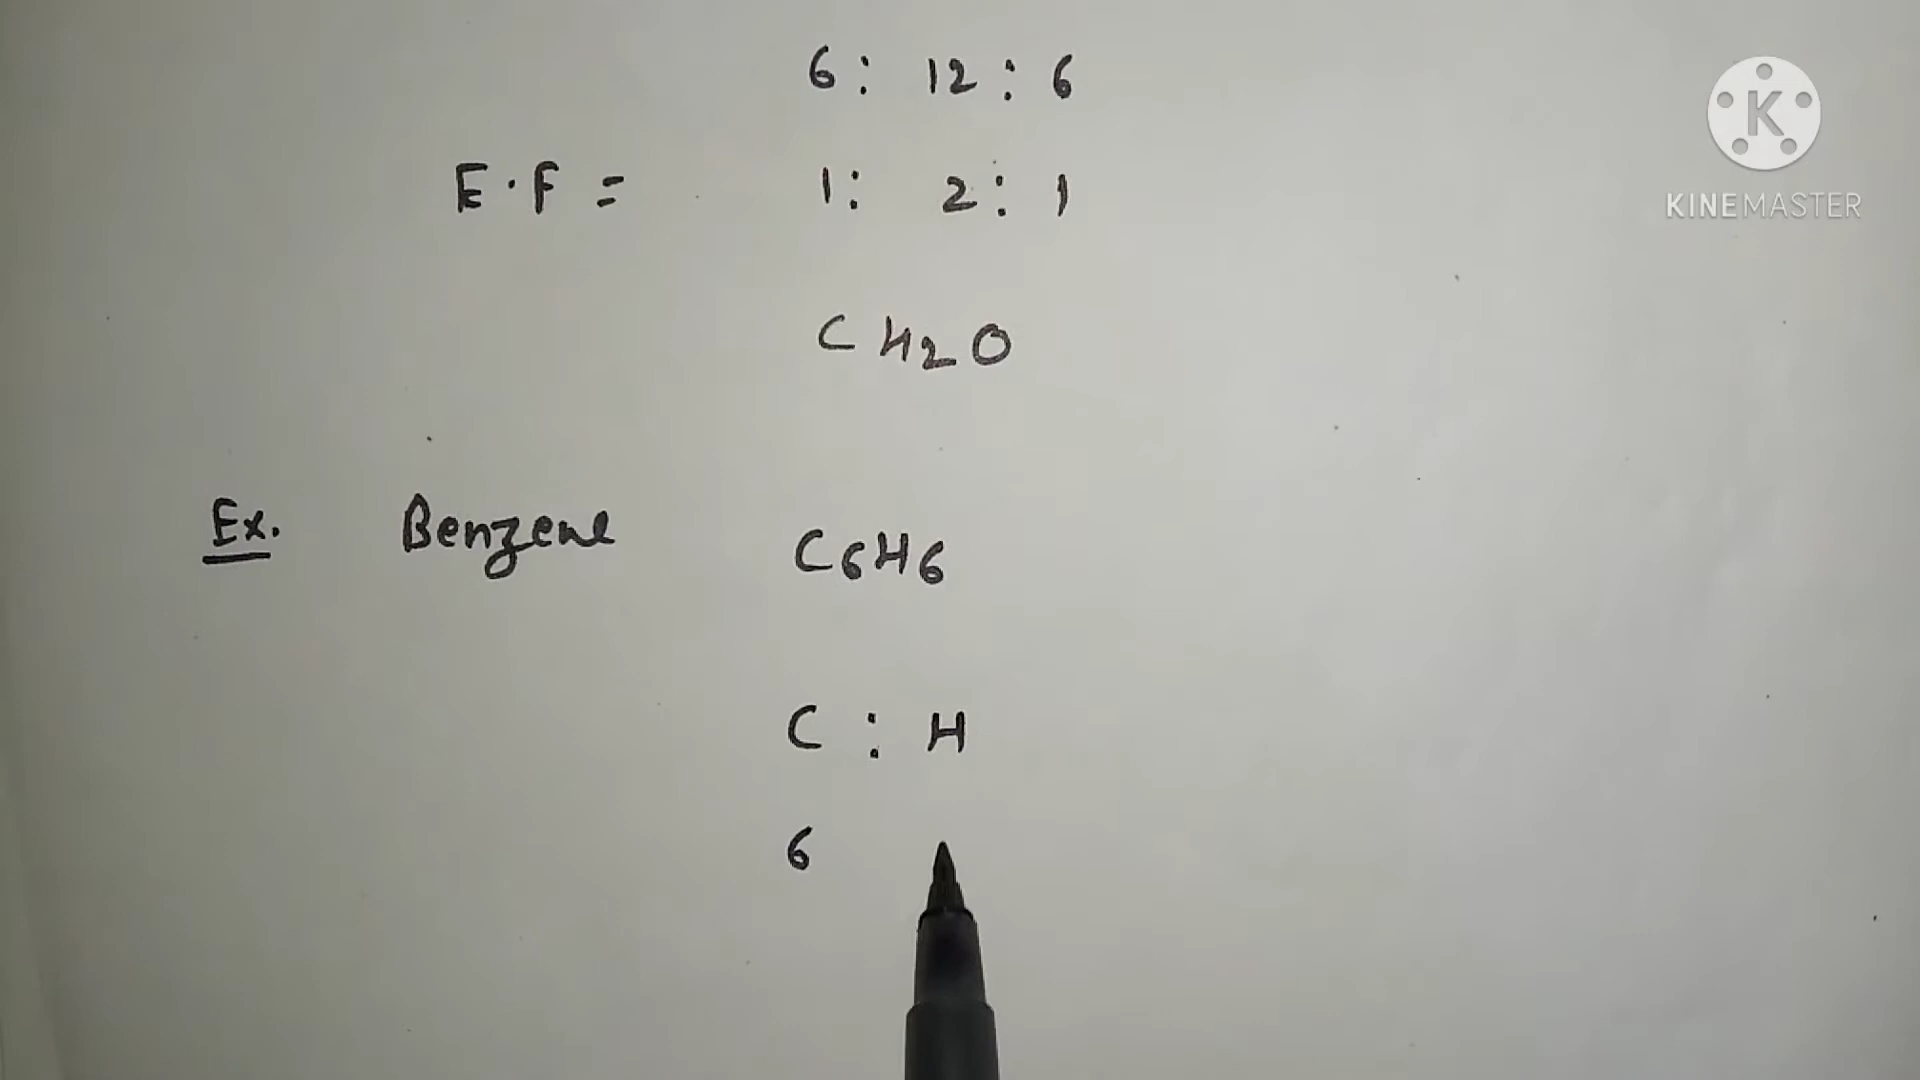 6 : 12 : 6
E.F = 1 : 2 : 1
CH2O
Ex. Benzene C6H6
C : H
6
K
KINEMASTER